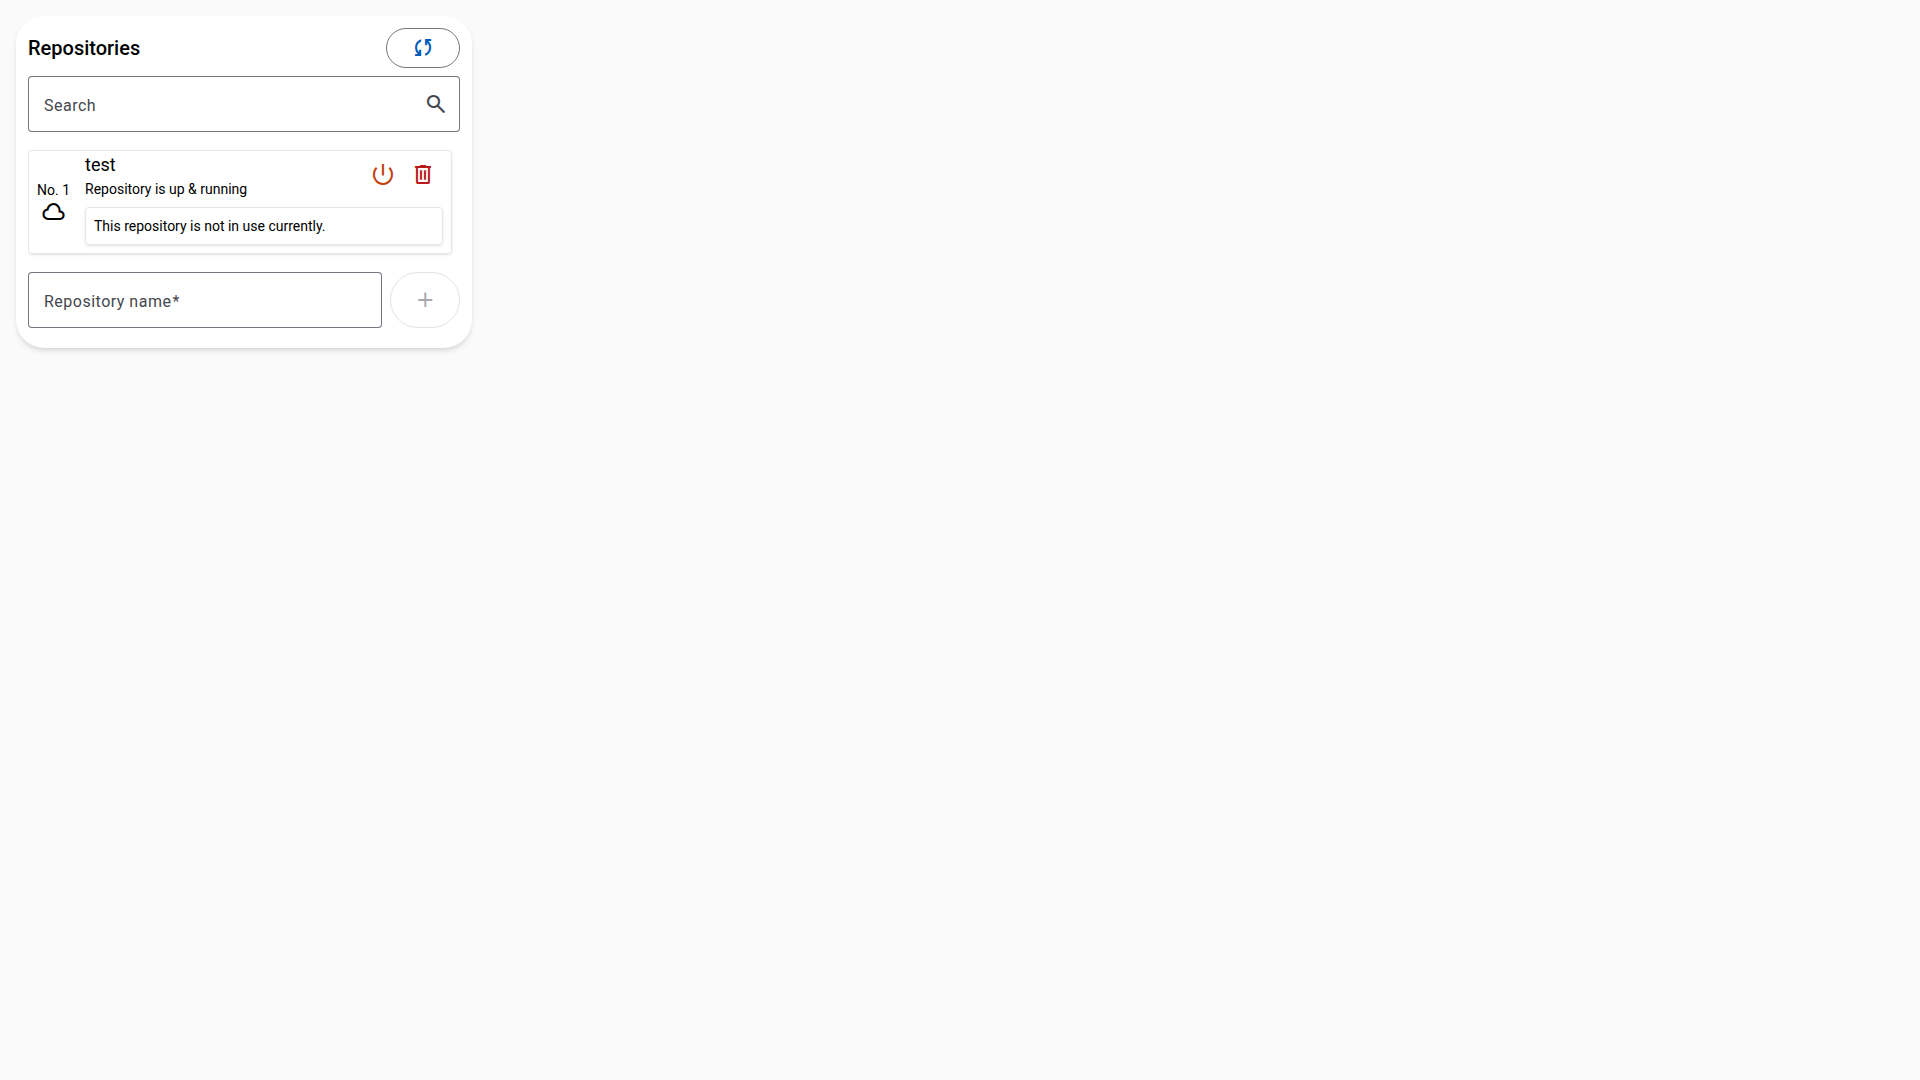 Repositories
Search
test
No. 1
Repository is up & running
This repository is not in use currently.
Repository name*